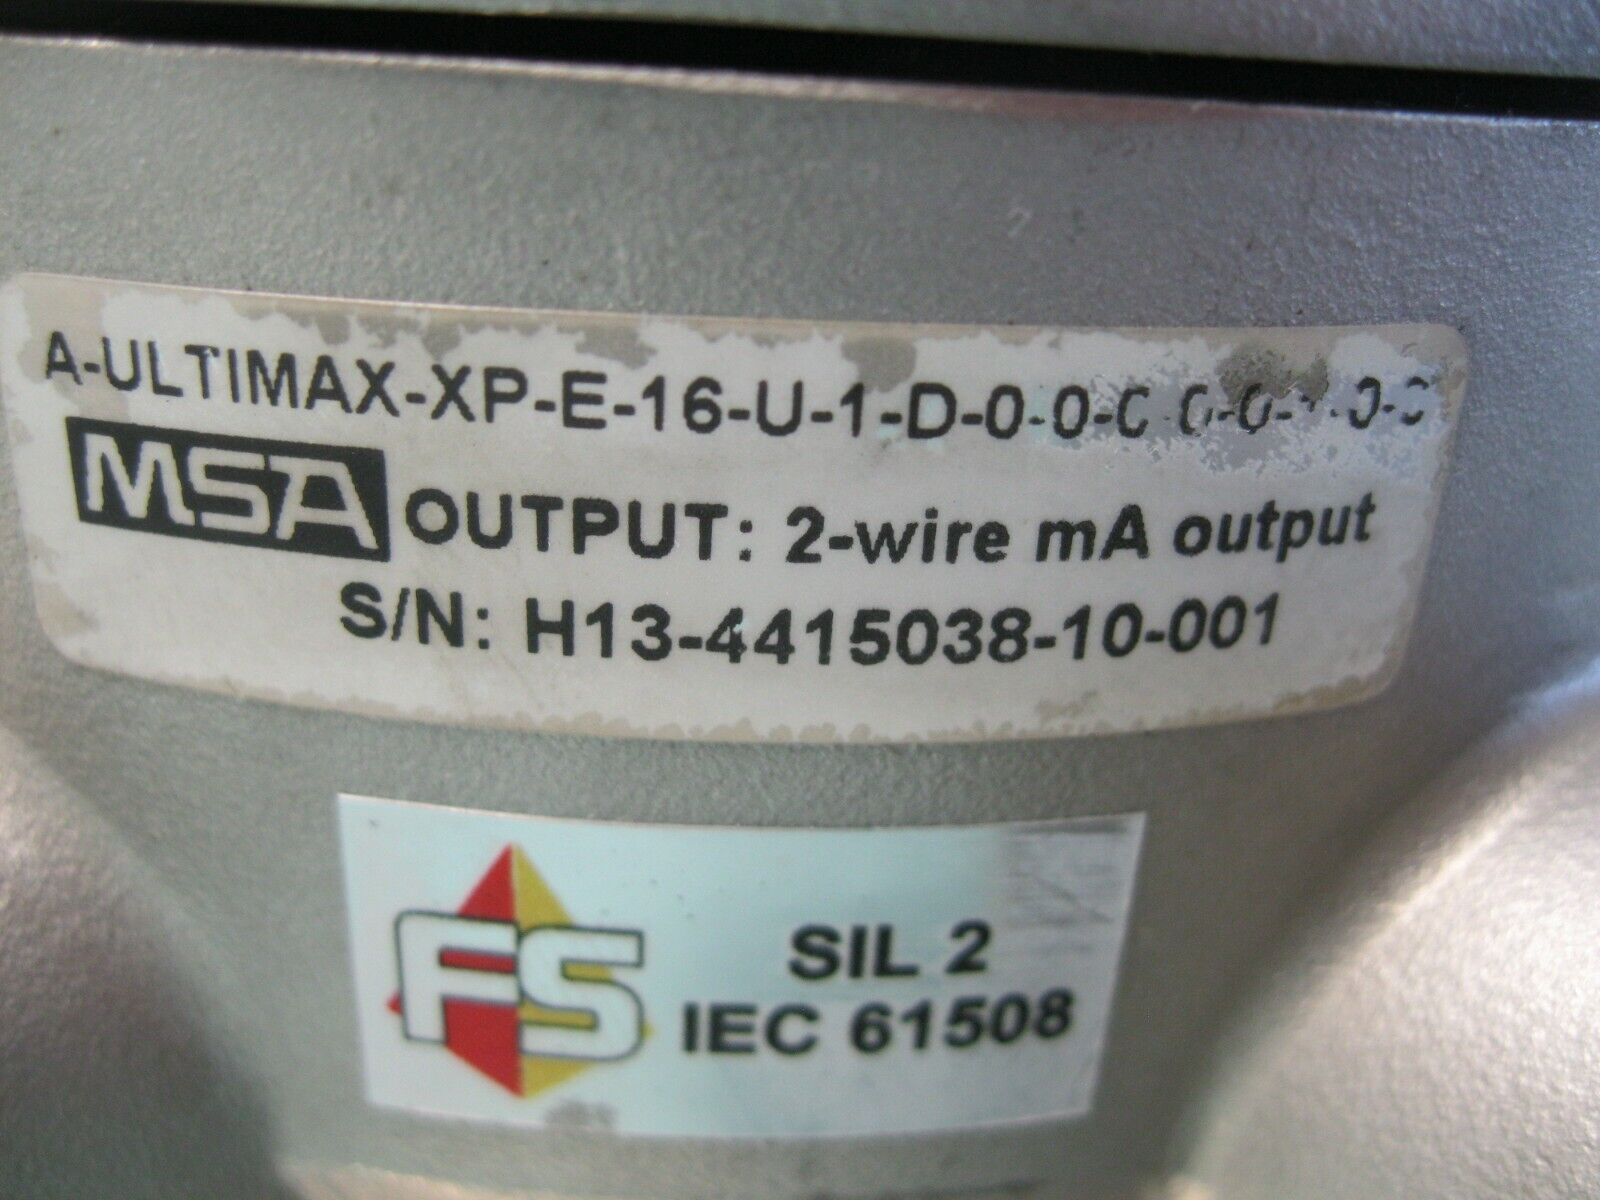 A-ULTIMAX-XP-E-16-U-1-D-0-0-
MSA OUTPUT: 2-wire mA output
S/N: H13-4415038-10-001
FS SIL 2
IEC 61508